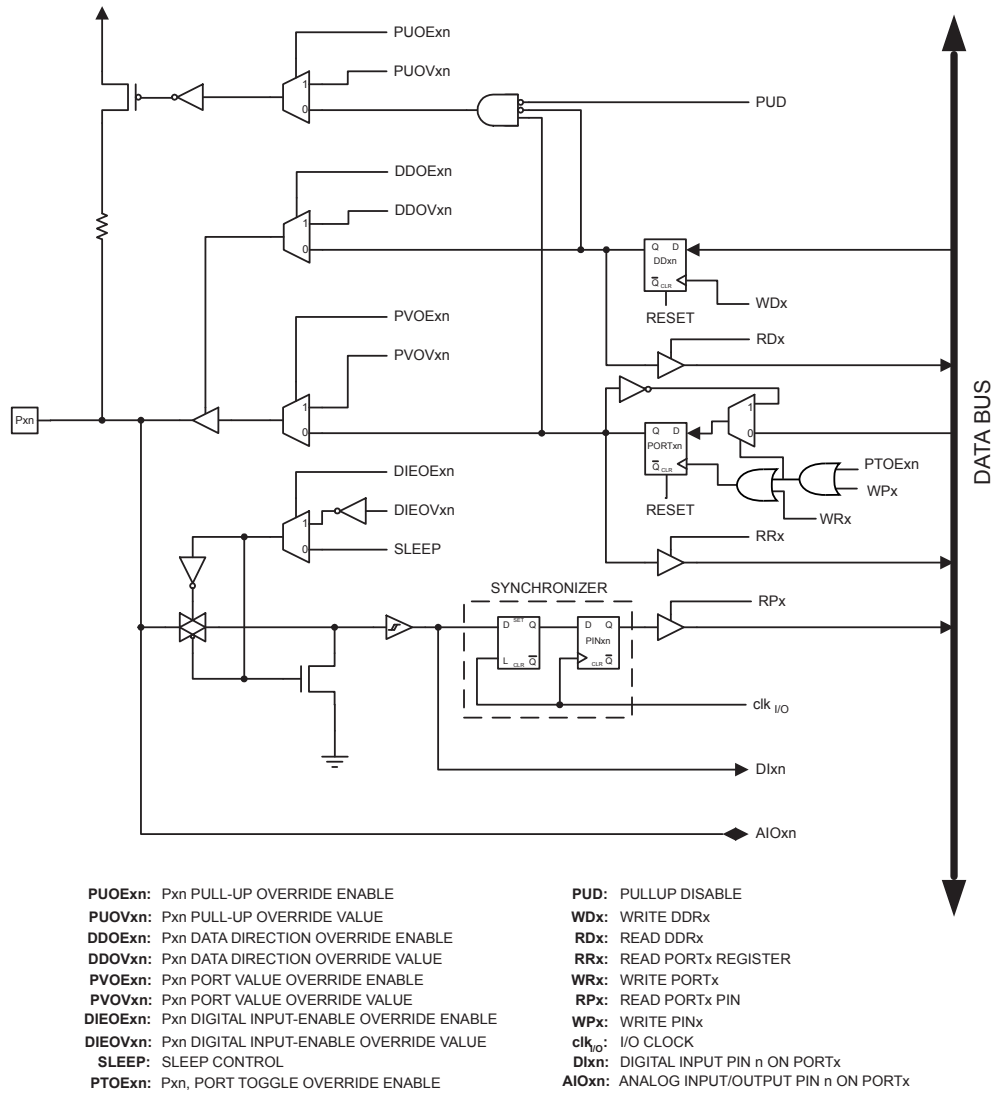 PUOExn
PUOVxn
1
0
PUD
DDOExn
DDOVxn
1
0
Q D
DDxn
Q CLR
WDx
RESET
RDx
PVOExn
PVOVxn
1
0
Pxn
1
0
Q D
PORTxn
Q CLR
RESET
PTOExn
WPx
WRx
RRx
DATA BUS
DIEOExn
DIEOVxn
1
0
SLEEP
SYNCHRONIZER
D SET Q
L CLR Q
D Q
PINxn
CLR Q
RPx
clk I/O
DIxn
AIOxn
PUOExn: Pxn PULL-UP OVERRIDE ENABLE
PUOVxn: Pxn PULL-UP OVERRIDE VALUE
DDOExn: Pxn DATA DIRECTION OVERRIDE ENABLE
DDOVxn: Pxn DATA DIRECTION OVERRIDE VALUE
PVOExn: Pxn PORT VALUE OVERRIDE ENABLE
PVOVxn: Pxn PORT VALUE OVERRIDE VALUE
DIEOExn: Pxn DIGITAL INPUT-ENABLE OVERRIDE ENABLE
DIEOVxn: Pxn DIGITAL INPUT-ENABLE OVERRIDE VALUE
SLEEP: SLEEP CONTROL
PTOExn: Pxn, PORT TOGGLE OVERRIDE ENABLE
PUD: PULLUP DISABLE
WDx: WRITE DDRx
RDx: READ DDRx
RRx: READ PORTx REGISTER
WRx: WRITE PORTx
RPx: READ PORTx PIN
WPx: WRITE PINx
clkI/O: I/O CLOCK
DIxn: DIGITAL INPUT PIN n ON PORTx
AIOxn: ANALOG INPUT/OUTPUT PIN n ON PORTx